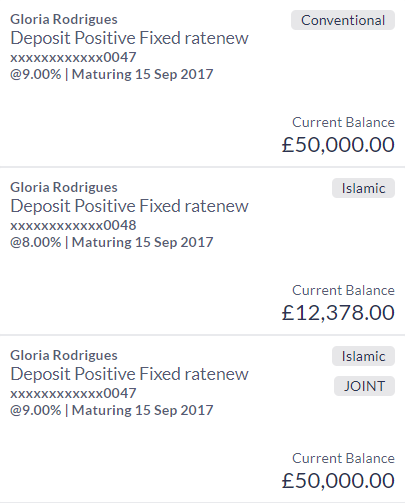 Gloria Rodrigues
Conventional
Deposit Positive Fixed ratenew
xxxxxxxxxxxx0047
@9.00% | Maturing 15 Sep 2017
Current Balance
£50,000.00
Gloria Rodrigues
Islamic
Deposit Positive Fixed ratenew
xxxxxxxxxxxx0048
@8.00% | Maturing 15 Sep 2017
Current Balance
£12,378.00
Gloria Rodrigues
Islamic
Deposit Positive Fixed ratenew
JOINT
xxxxxxxxxxxx0047
@9.00% | Maturing 15 Sep 2017
Current Balance
£50,000.00